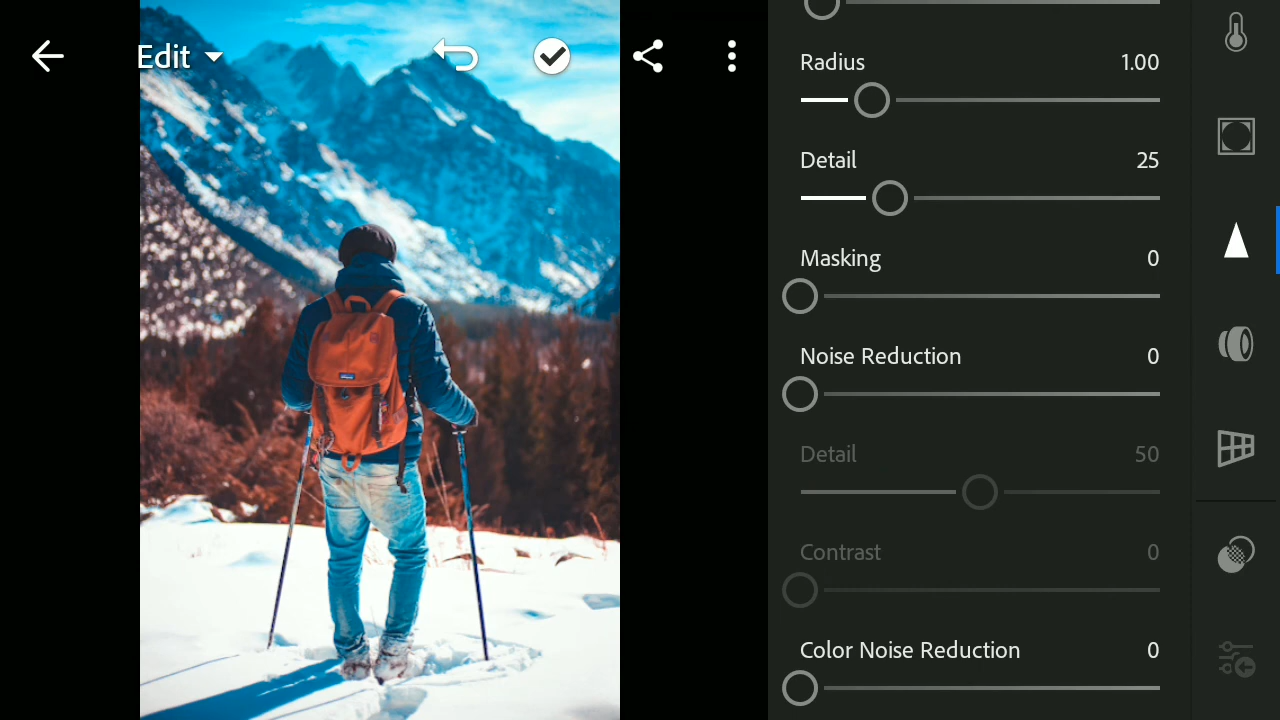 Edit
Radius 1.00
Detail 25
Masking 0
Noise Reduction 0
Detail 50
Contrast 0
Color Noise Reduction 0